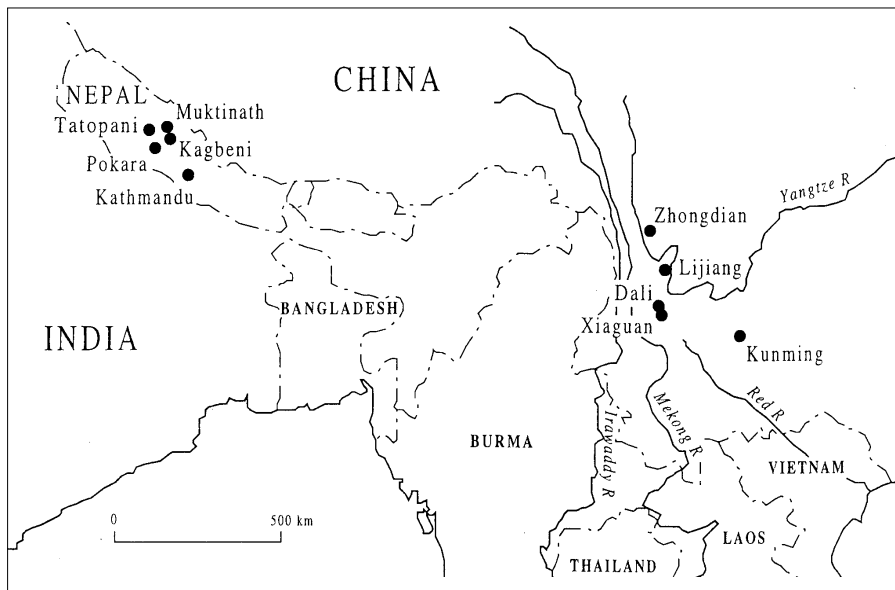 CHINA
NEPAL
Muktinath
Tatopani
Kagbeni
Pokara
Kathmandu
Yangtze R
Zhongdian
Lijiang
Dali
BANGLADESH
Xiaguan
INDIA
Kunming
Red R
Mekong R
Irawaddy R
BURMA
VIETNAM
0 500 km
LAOS
THAILAND